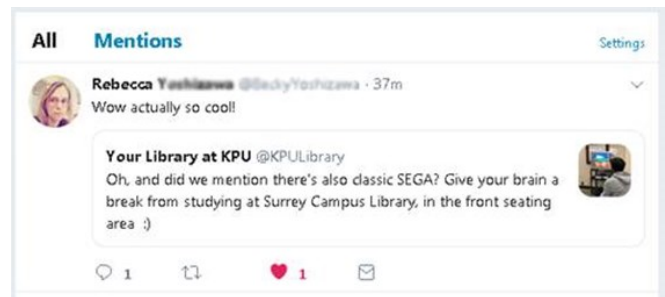 All Mentions Settings
Rebecca · 37m
Wow actually so cool!
Your Library at KPU @KPULibrary
Oh, and did we mention there's also classic SEGA? Give your brain a
break from studying at Surrey Campus Library, in the front seating
area :)
1 1